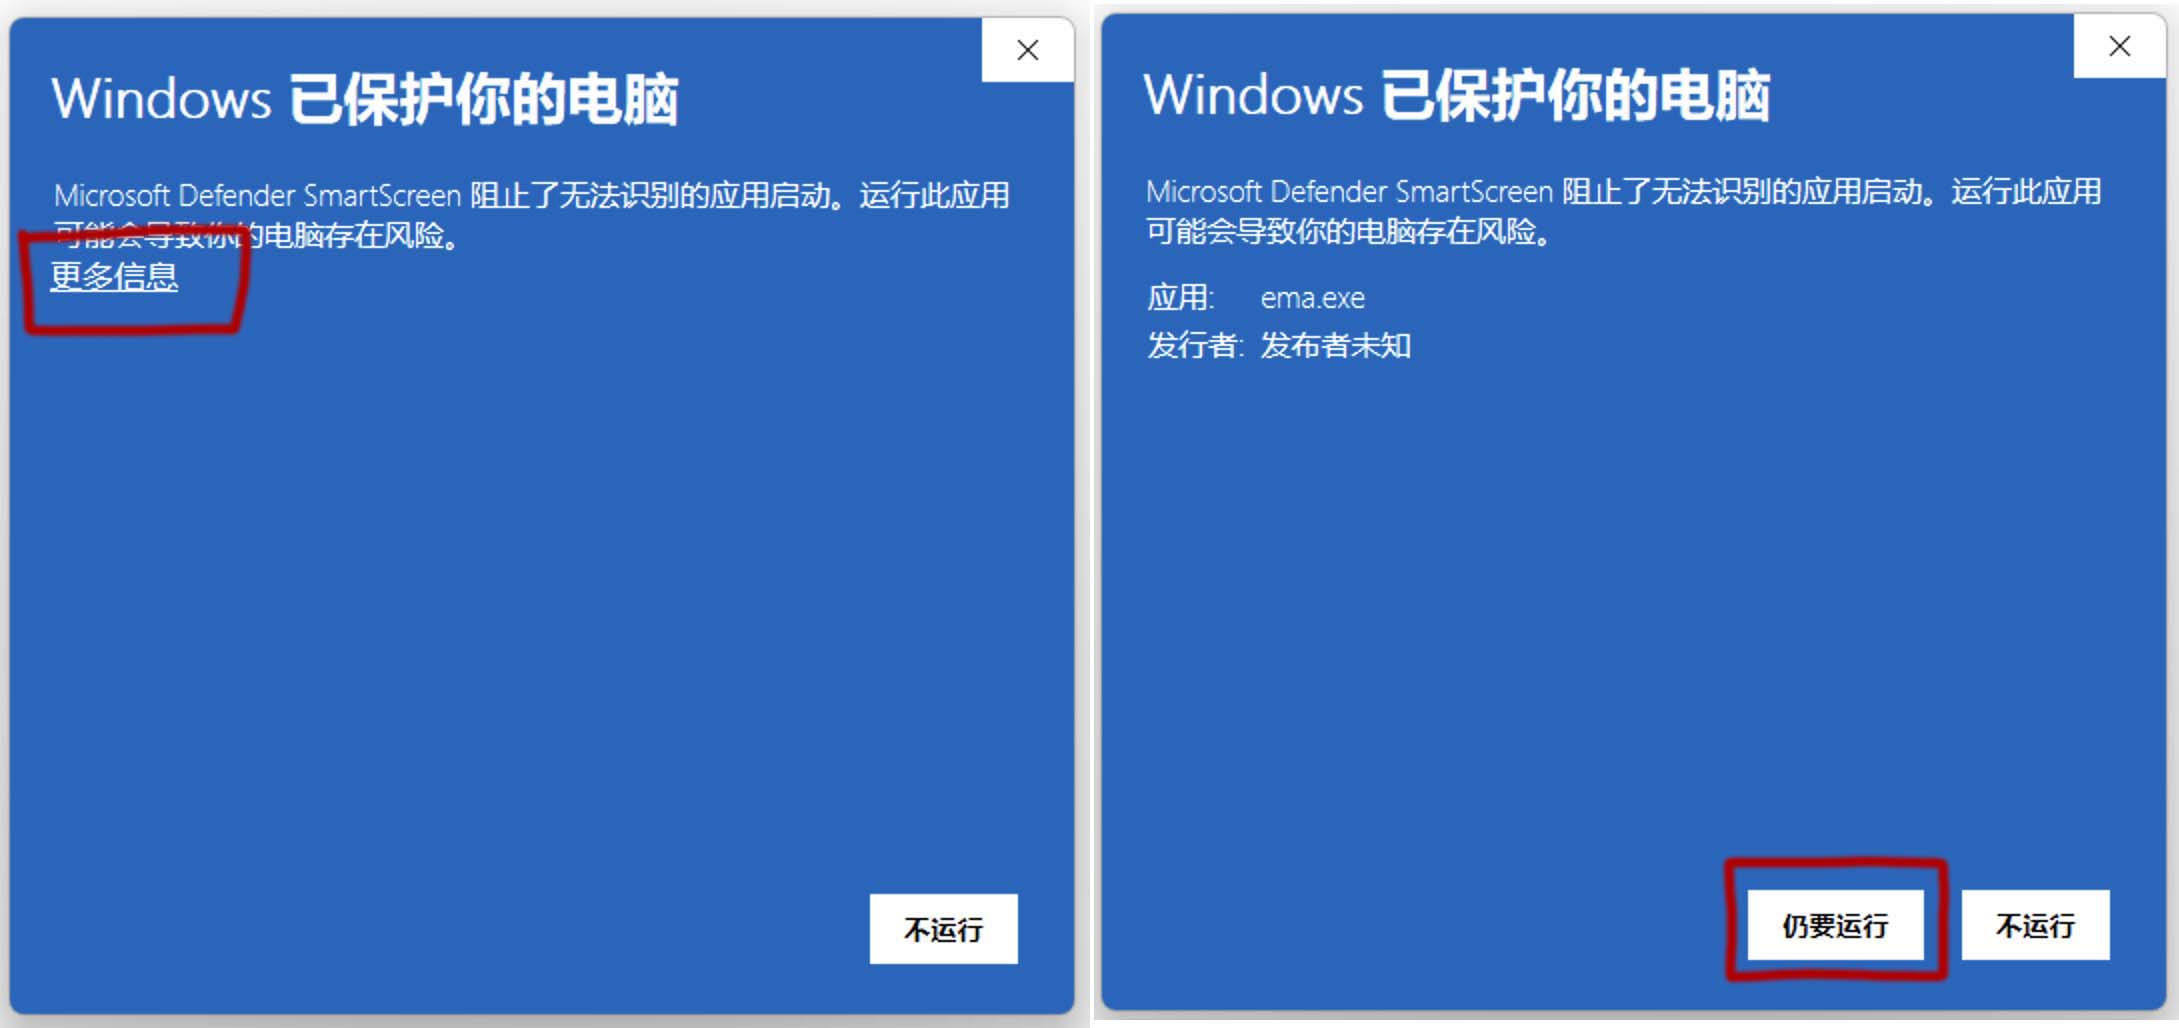 Windows 已保护你的电脑
Microsoft Defender SmartScreen 阻止了无法识别的应用启动。运行此应用
可能会导致你的电脑存在风险。
更多信息
不运行
Windows 已保护你的电脑
Microsoft Defender SmartScreen 阻止了无法识别的应用启动。运行此应用
可能会导致你的电脑存在风险。
应用: ema.exe
发行者: 发布者未知
仍要运行 不运行